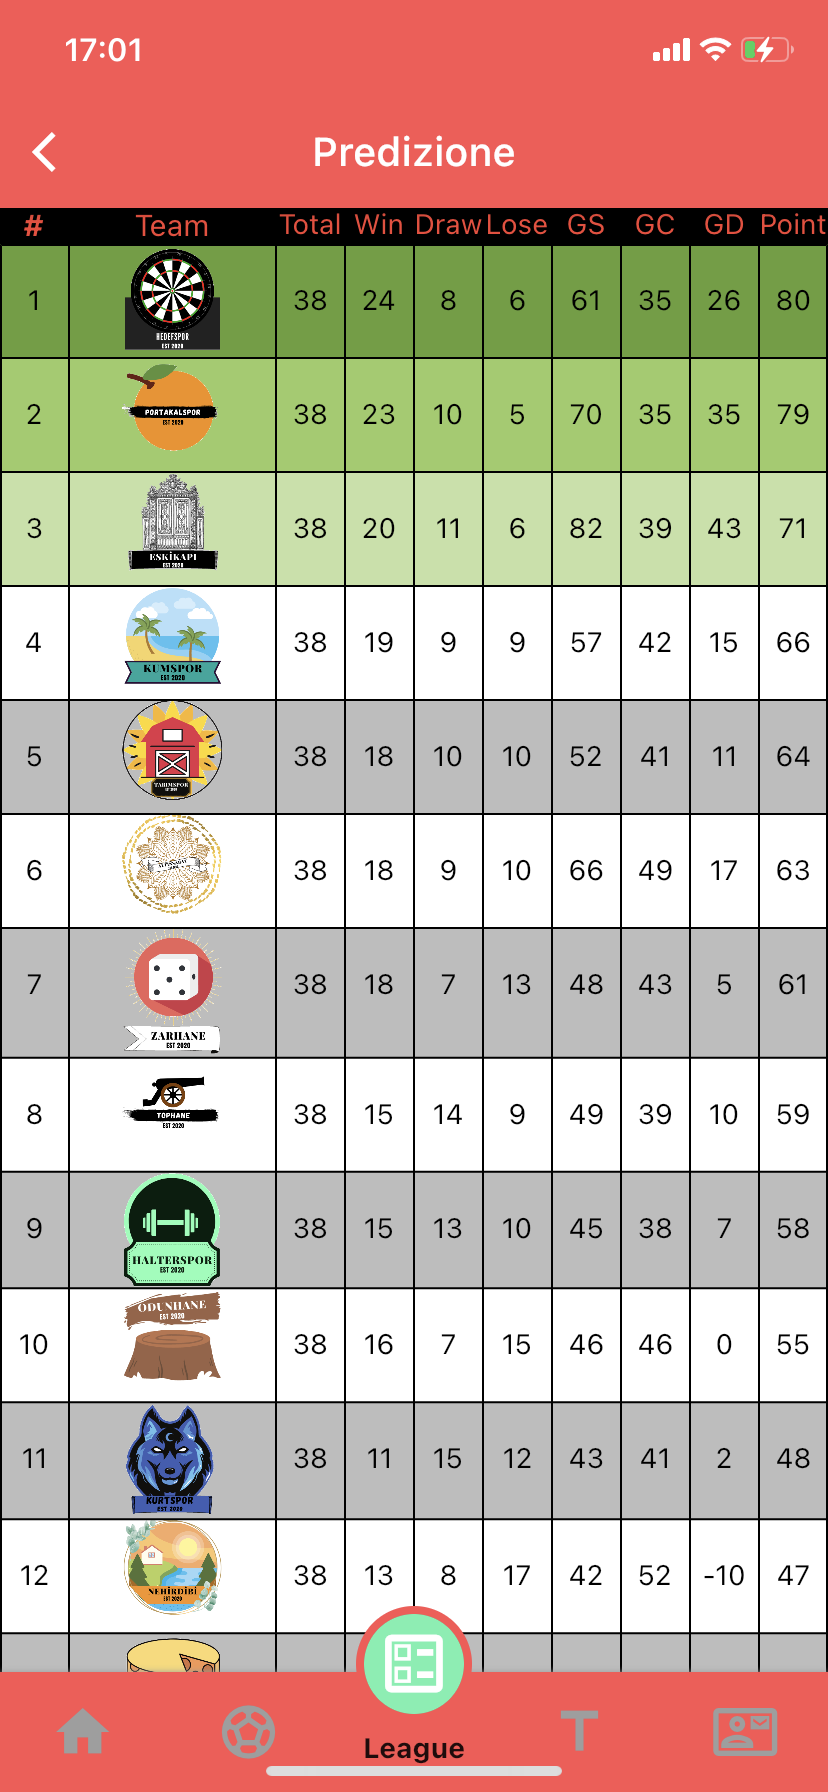 17:01
Predizione
# Team Total Win Draw Lose GS GC GD Point
1 HEDEFSPOR EST 2020 38 24 8 6 61 35 26 80
2 PORTAKALSPOR EST 2020 38 23 10 5 70 35 35 79
3 ESKİKAPI EST 2020 38 20 11 6 82 39 43 71
4 KUMSPOR EST 2020 38 19 9 9 57 42 15 66
5 TARIMSPOR 38 18 10 10 52 41 11 64
6 38 18 9 10 66 49 17 63
7 ZARHANE EST 2020 38 18 7 13 48 43 5 61
8 TOPHANE EST 2020 38 15 14 9 49 39 10 59
9 HALTERSPOR EST 2020 38 15 13 10 45 38 7 58
10 ODUNHANE EST 2020 38 16 7 15 46 46 0 55
11 KURTSPOR EST 2020 38 11 15 12 43 41 2 48
12 NEHİRDİBİ EST 2020 38 13 8 17 42 52 -10 47
T
League